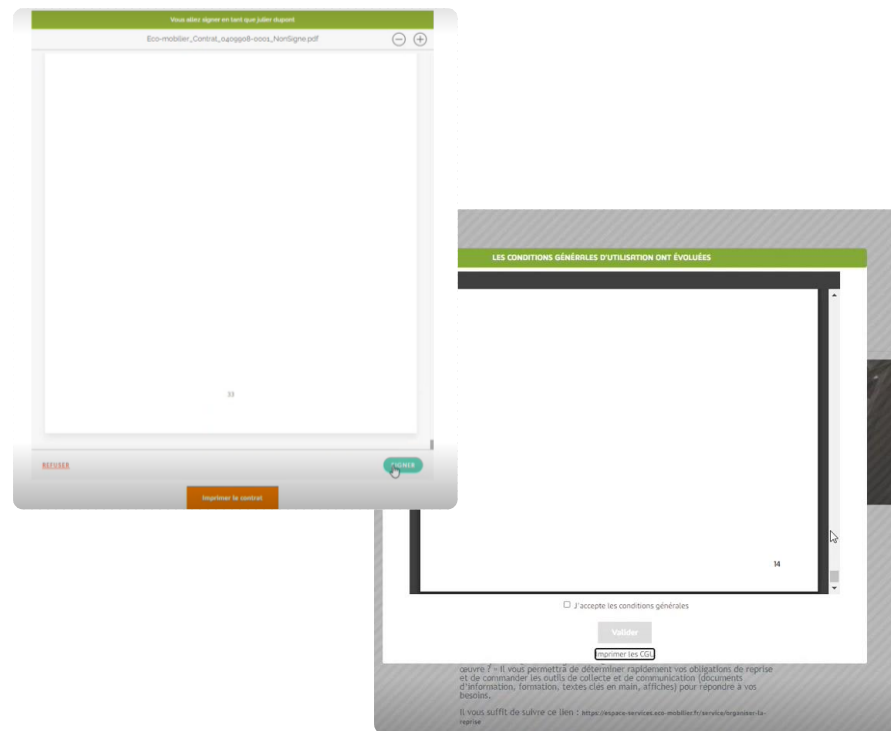 Vous allez signer en tant que julier dupont
Eco-mobilier_Contrat_0409908-0001_NonSigne.pdf
33
REFUSER
SIGNER
Imprimer le contrat
LES CONDITIONS GÉNÉRALES D'UTILISATION ONT ÉVOLUÉES
14
J'accepte les conditions générales
Valider
Imprimer les CGU
œuvre ? – Il vous permettra de déterminer rapidement vos obligations de reprise
et de commander les outils de collecte et de communication (documents
d'information, formation, textes clés en main, affiches) pour répondre à vos
besoins.
Il vous suffit de suivre ce lien : https://espace-services.eco-mobilier.fr/service/organiser-la-
reprise